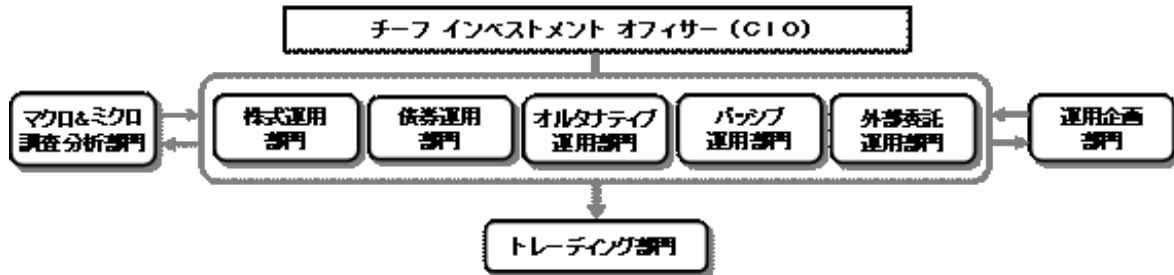 チーフ インベストメント オフィサー（ＣＩＯ）
マクロ&ミクロ
調査分析部門
株式運用
部門
債券運用
部門
オルタナティブ
運用部門
パッシブ
運用部門
外部委託
運用部門
運用企画
部門
トレーディング部門